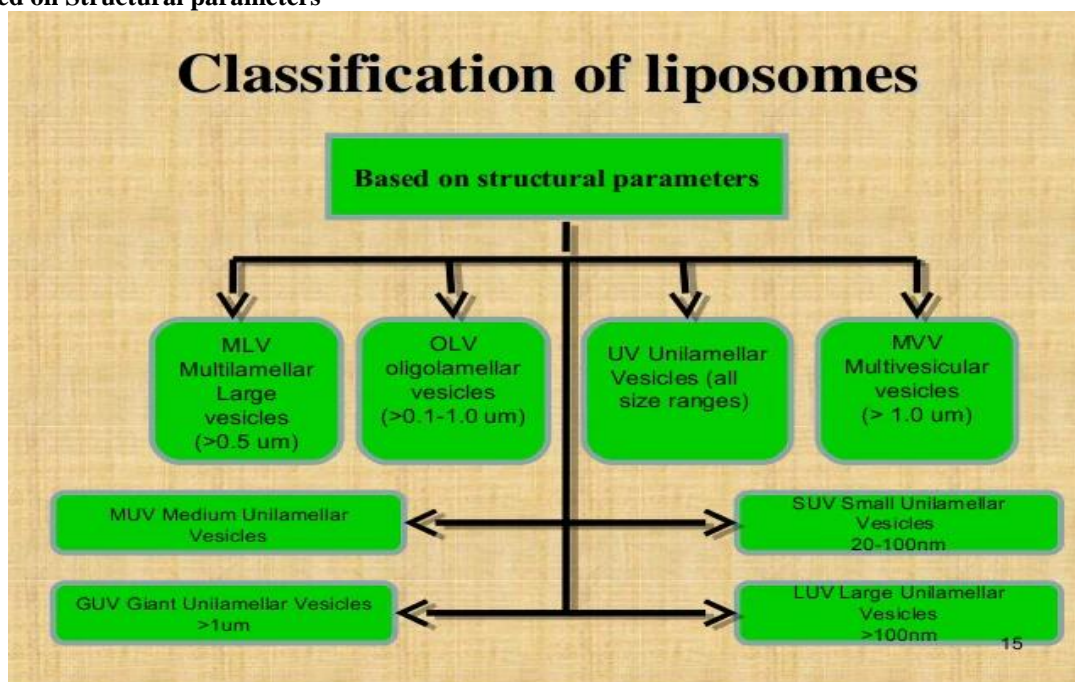 on Structural parameters
Classification of liposomes
Based on structural parameters
MLV
Multilamellar
Large
vesicles
(>0.5 um)
OLV
oligolamellar
vesicles
(>0.1-1.0 um)
UV Unilamellar
Vesicles (all
size ranges)
MVV
Multivesicular
vesicles
(> 1.0 um)
MUV Medium Unilamellar
Vesicles
SUV Small Unilamellar
Vesicles
20-100nm
GUV Giant Unilamellar Vesicles
>1um
LUV Large Unilamellar
Vesicles
>100nm
15